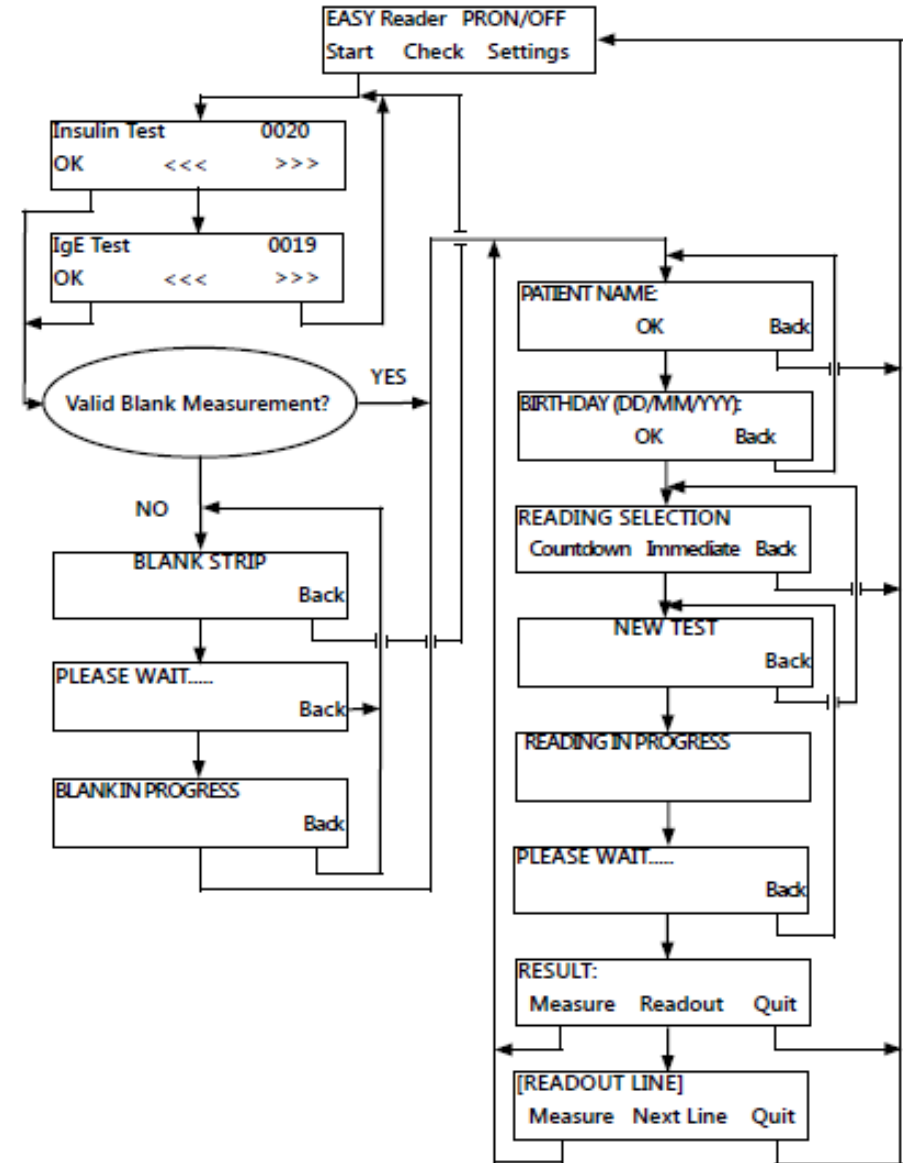 EASY Reader PRON/OFF
Start Check Settings
Insulin Test 0020
OK <<< >>>
IgE Test 0019
OK <<< >>>
Valid Blank Measurement?
YES
NO
BLANK STRIP
Back
PLEASE WAIT.....
Back
BLANK IN PROGRESS
Back
PATIENT NAME:
OK Back
BIRTHDAY (DD/MM/YYY):
OK Back
READING SELECTION
Countdown Immediate Back
NEW TEST
Back
READING IN PROGRESS
PLEASE WAIT.....
Back
RESULT:
Measure Readout Quit
[READOUT LINE]
Measure Next Line Quit